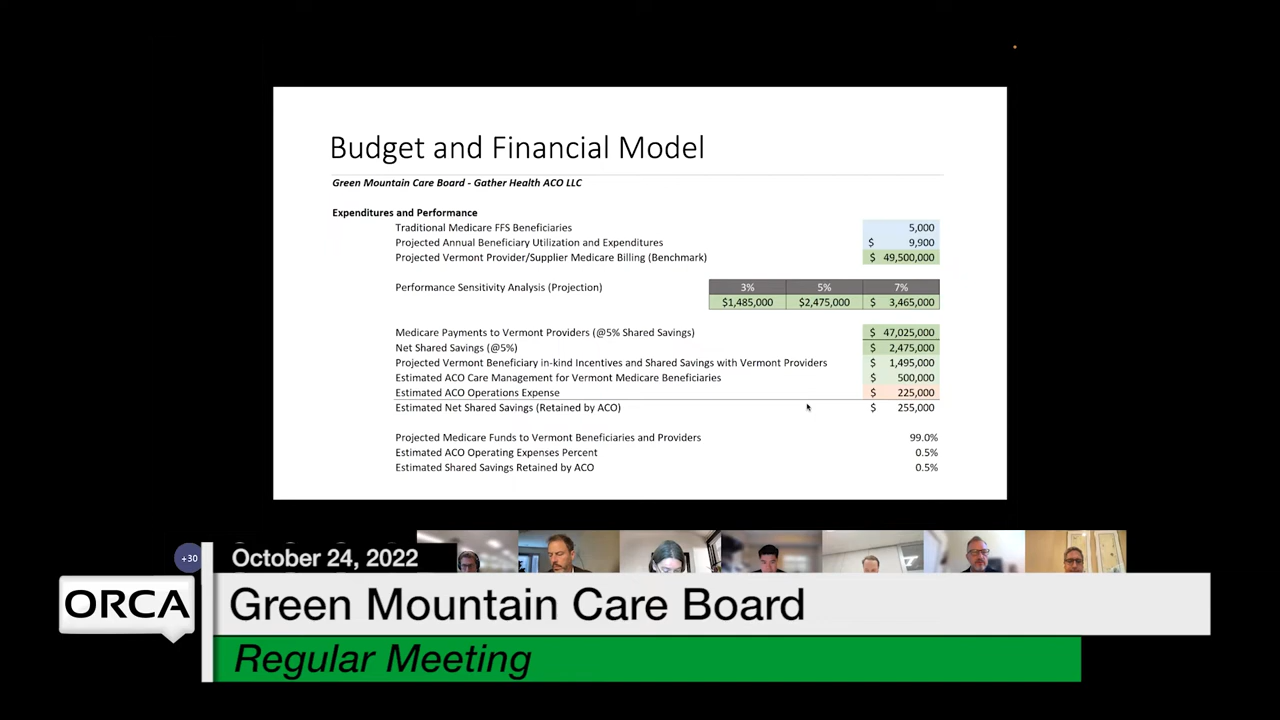 Budget and Financial Model
Green Mountain Care Board - Gather Health ACO LLC
Expenditures and Performance
Traditional Medicare FFS Beneficiaries 5,000
Projected Annual Beneficiary Utilization and Expenditures $ 9,900
Projected Vermont Provider/Supplier Medicare Billing (Benchmark) $ 49,500,000
Performance Sensitivity Analysis (Projection) 3% 5% 7%
$1,485,000 $2,475,000 $ 3,465,000
Medicare Payments to Vermont Providers (@5% Shared Savings) $ 47,025,000
Net Shared Savings (@5%) $ 2,475,000
Projected Vermont Beneficiary in-kind Incentives and Shared Savings with Vermont Providers $ 1,495,000
Estimated ACO Care Management for Vermont Medicare Beneficiaries $ 500,000
Estimated ACO Operations Expense $ 225,000
Estimated Net Shared Savings (Retained by ACO) $ 255,000
Projected Medicare Funds to Vermont Beneficiaries and Providers 99.0%
Estimated ACO Operating Expenses Percent 0.5%
Estimated Shared Savings Retained by ACO 0.5%
+30
October 24, 2022
ORCA
Green Mountain Care Board
Regular Meeting